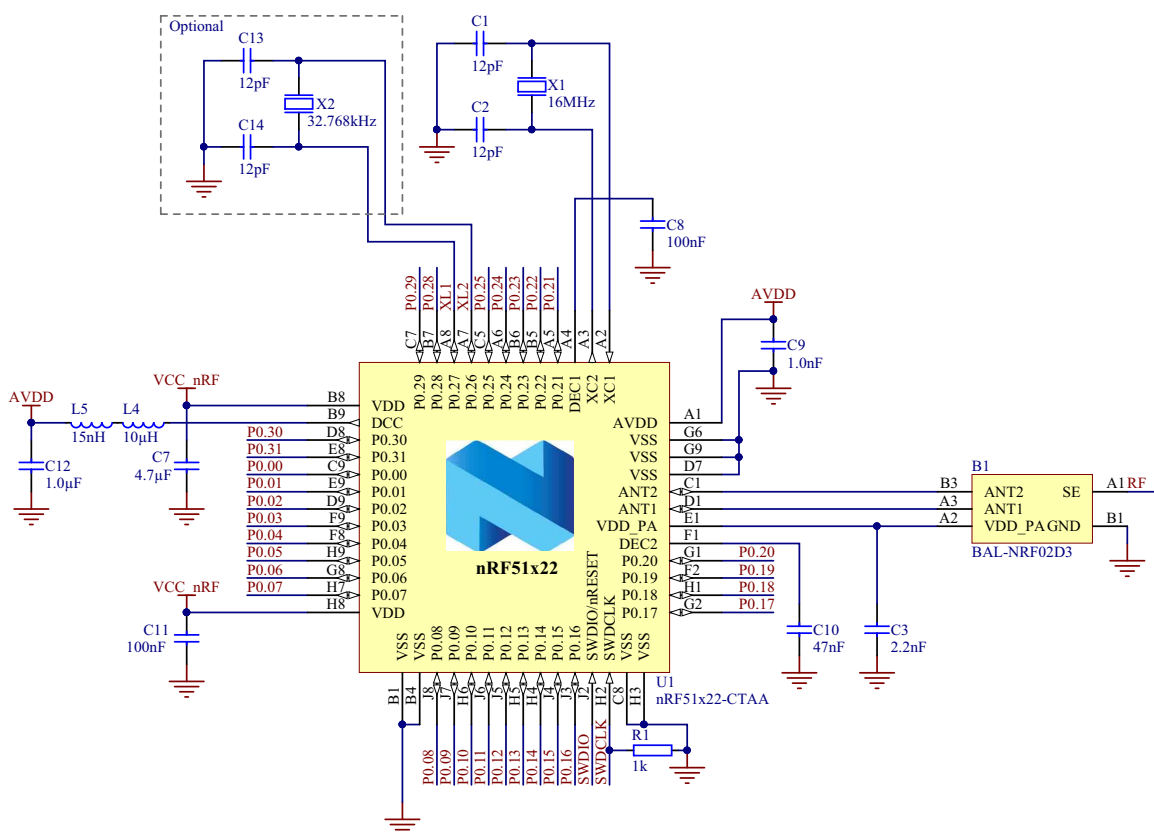 Optional
C13
12pF
X2
32.768kHz
C14
12pF
C1
12pF
X1
16MHz
C2
12pF
C8
100nF
P0.29
P0.28
XL1
XL2
P0.25
P0.24
P0.23
P0.22
P0.21
C7
B7
A8
A7
C5
A6
B6
B5
A5
A4
A3
A2
P0.29
P0.28
P0.27
P0.26
P0.25
P0.24
P0.23
P0.22
P0.21
DEC1
XC2
XC1
AVDD
C9
1.0nF
AVDD
L5
15nH
L4
10µH
VCC_nRF
C12
1.0µF
C7
4.7µF
B8 VDD
B9 DCC
P0.30 D8 P0.30
P0.31 E8 P0.31
P0.00 C9 P0.00
P0.01 E9 P0.01
P0.02 D9 P0.02
P0.03 F9 P0.03
P0.04 F8 P0.04
P0.05 H9 P0.05
P0.06 G8 P0.06
P0.07 H7 P0.07
H8 VDD
VCC_nRF
C11
100nF
nRF51x22
AVDD A1
VSS G6
VSS G9
VSS D7
ANT2 C1
ANT1 D1
VDD_PA E1
DEC2 F1
P0.20 G1 P0.20
P0.19 F2 P0.19
P0.18 H1 P0.18
P0.17 G2 P0.17
B1
B3 ANT2 SE A1 RF
A3 ANT1
A2 VDD_PA GND B1
BAL-NRF02D3
C10
47nF
C3
2.2nF
VSS
VSS
P0.08
P0.09
P0.10
P0.11
P0.12
P0.13
P0.14
P0.15
P0.16
SWDIO/nRESET
SWDCLK
VSS
VSS
U1
nRF51x22-CTAA
B1
B4
J8
J7
H6
J6
J5
H5
H4
J4
J3
J2
H2
C8
H3
P0.08
P0.09
P0.10
P0.11
P0.12
P0.13
P0.14
P0.15
P0.16
SWDIO
SWDCLK
R1
1k